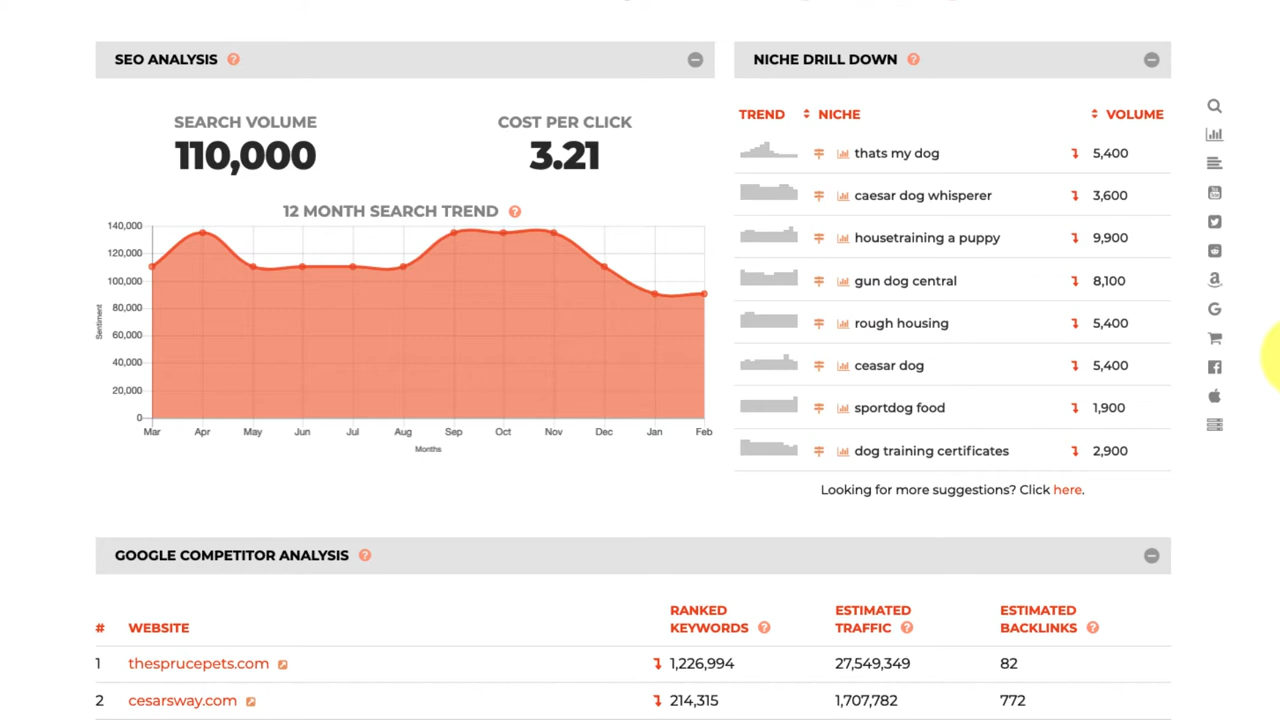 SEO ANALYSIS ?
SEARCH VOLUME
110,000
COST PER CLICK
3.21
12 MONTH SEARCH TREND ?
140,000
120,000
100,000
80,000
60,000
40,000
20,000
0
Sentiment
Mar Apr May Jun Jul Aug Sep Oct Nov Dec Jan Feb
Months
NICHE DRILL DOWN ?
TREND NICHE VOLUME
thats my dog 5,400
caesar dog whisperer 3,600
housetraining a puppy 9,900
gun dog central 8,100
rough housing 5,400
ceasar dog 5,400
sportdog food 1,900
dog training certificates 2,900
Looking for more suggestions? Click here.
GOOGLE COMPETITOR ANALYSIS ?
# WEBSITE
RANKED
KEYWORDS ?
ESTIMATED
TRAFFIC ?
ESTIMATED
BACKLINKS ?
1 thesprucepets.com 1,226,994 27,549,349 82
2 cesarsway.com 214,315 1,707,782 772